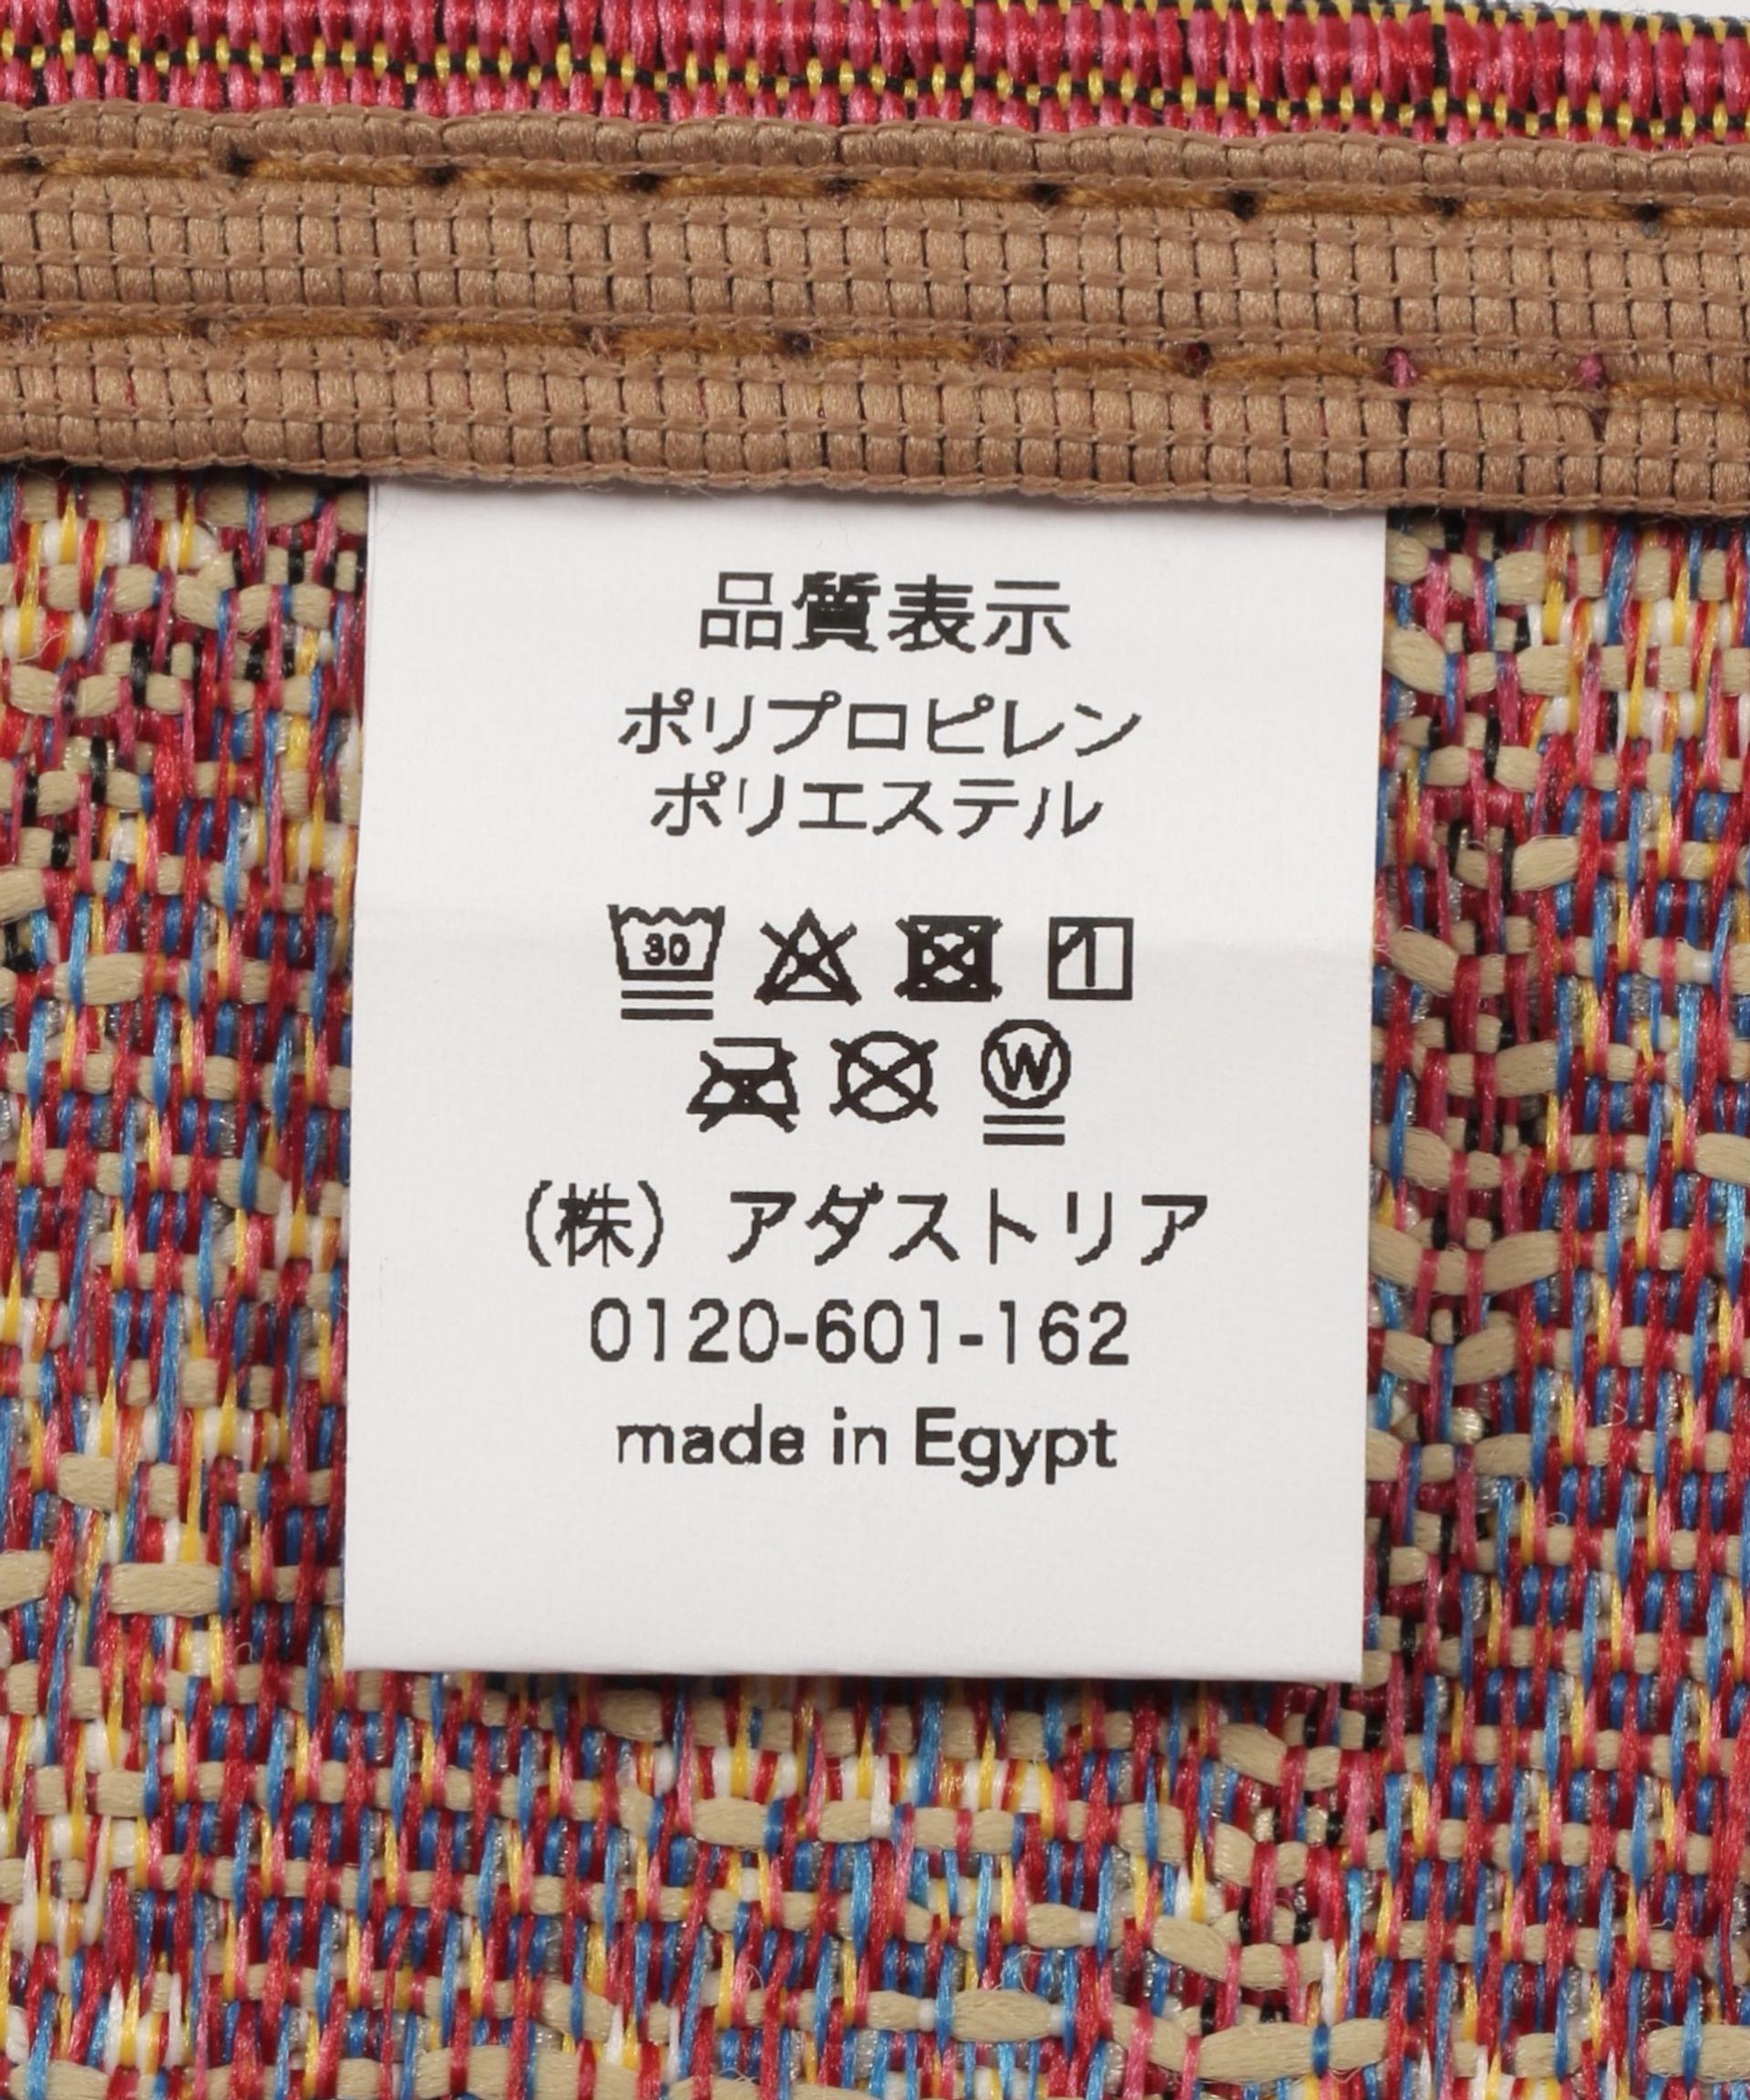 品質表示
ポリプロピレン
ポリエステル
30
W
（株）アダストリア
0120-601-162
made in Egypt